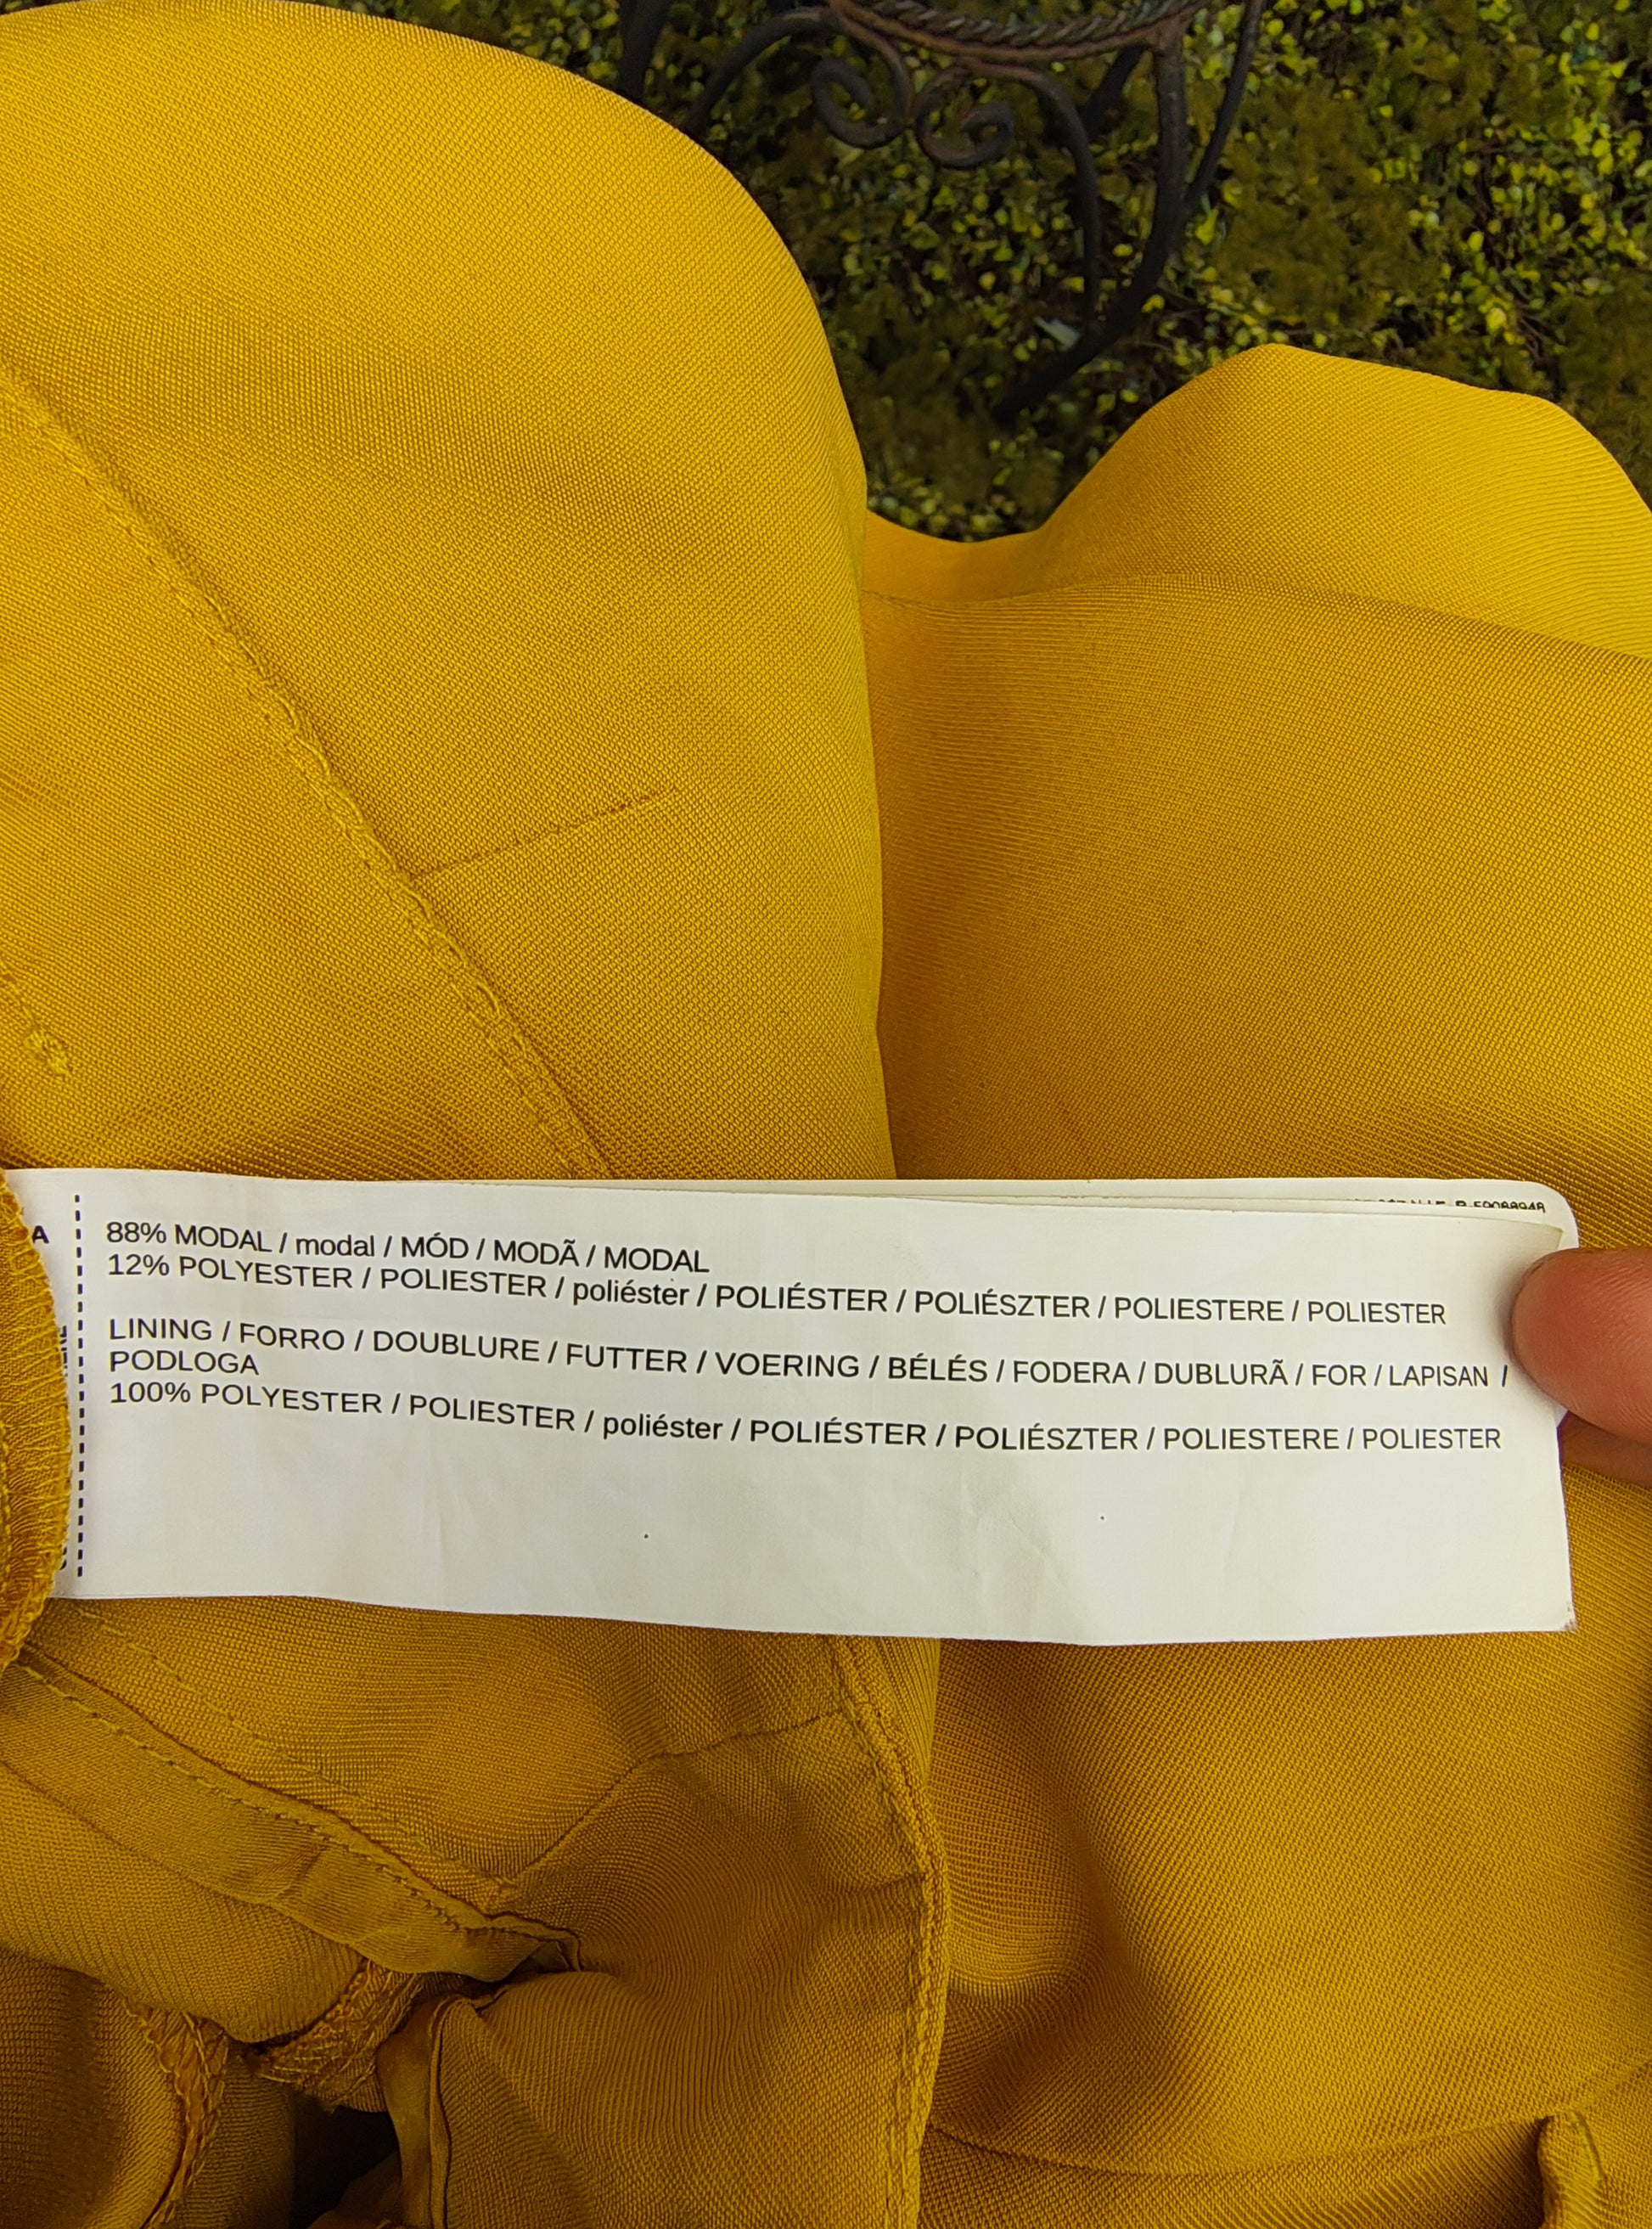 88% MODAL / modal / MÓD / MODÃ / MODAL
12% POLYESTER / POLIESTER / poliéster / POLIÉSTER / POLIÉSZTER / POLIESTERE / POLIESTER
LINING / FORRO / DOUBLURE / FUTTER / VOERING / BÉLÉS / FODERA / DUBLURÃ / FOR / LAPISAN /
PODLOGA
100% POLYESTER / POLIESTER / poliéster / POLIÉSTER / POLIÉSZTER / POLIESTERE / POLIESTER